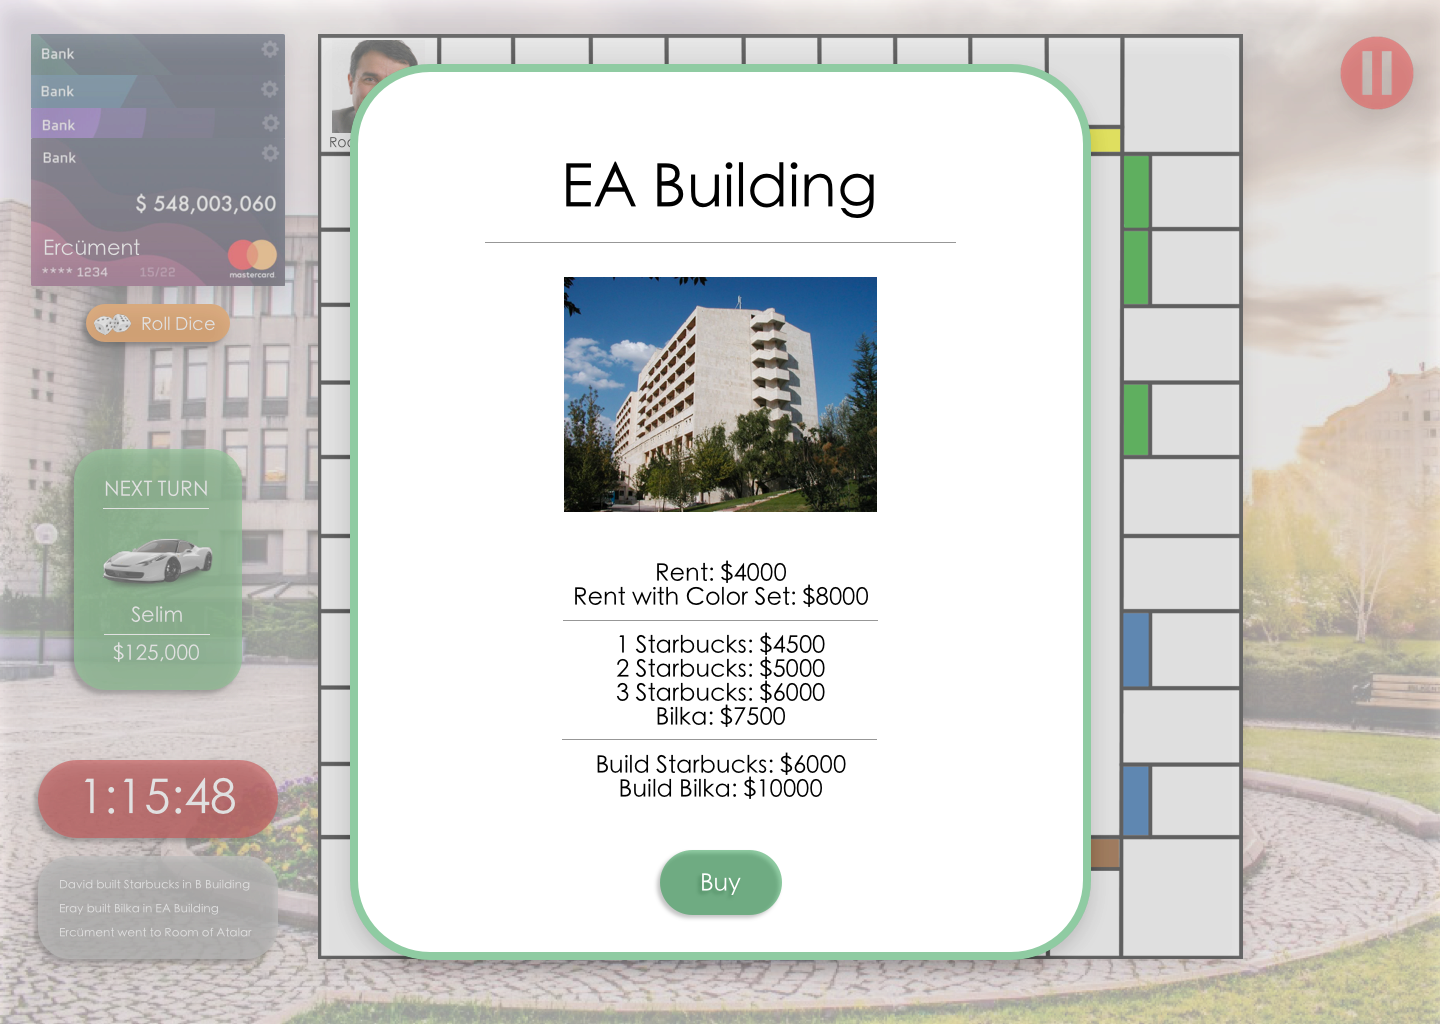 Bank
Bank
Bank
Bank
$ 548,003,060
Ercüment
**** 1234 15/22
mastercard
Roll Dice
NEXT TURN
Selim
$125,000
1:15:48
David built Starbucks in B Building
Eray built Bilka in EA Building
Ercüment went to Room of Atalar
EA Building
Rent: $4000
Rent with Color Set: $8000
1 Starbucks: $4500
2 Starbucks: $5000
3 Starbucks: $6000
Bilka: $7500
Build Starbucks: $6000
Build Bilka: $10000
Buy